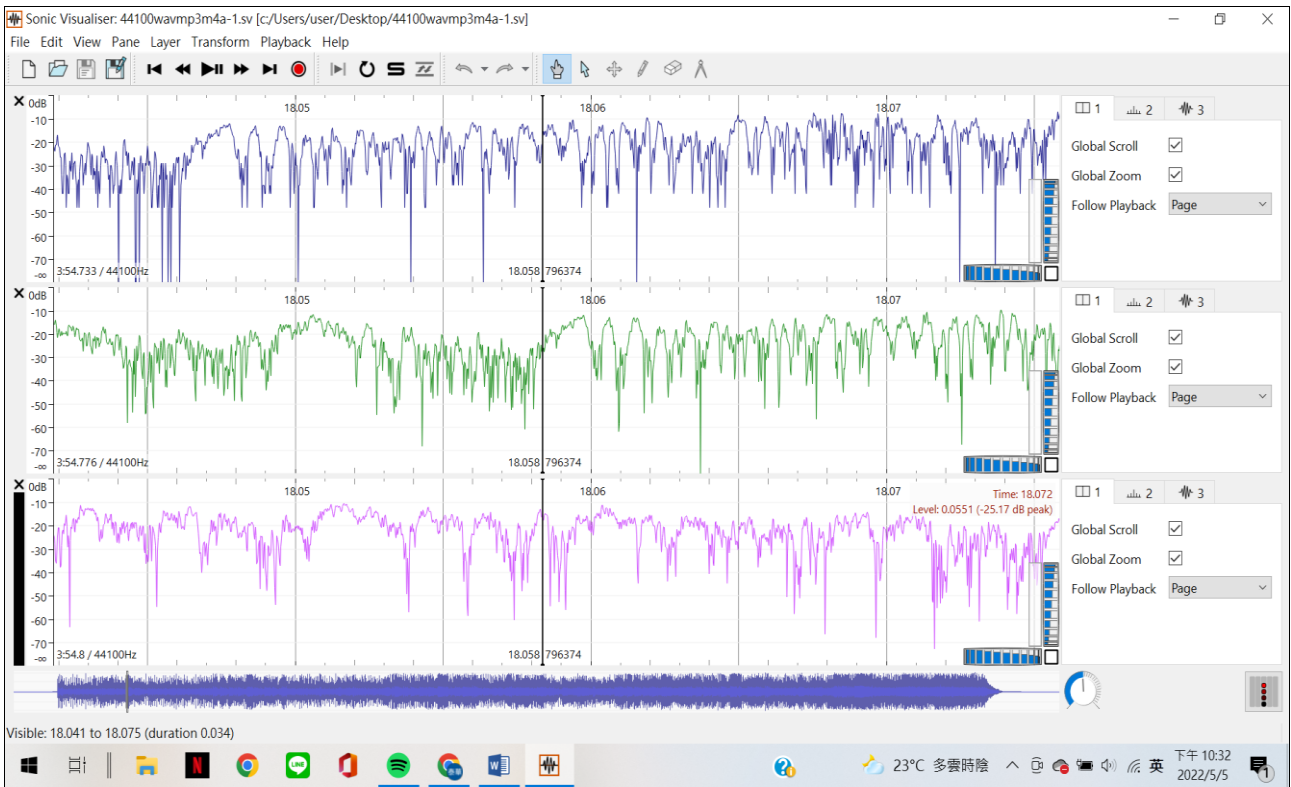 Sonic Visualiser: 44100wavmp3m4a-1.sv [c:/Users/user/Desktop/44100wavmp3m4a-1.sv]
File Edit View Pane Layer Transform Playback Help
0dB
-10
-20
-30
-40
-50
-60
-70
-∞
18.05 18.06 18.07
3:54.733 / 44100Hz
18.058 796374
1 2 3
Global Scroll
Global Zoom
Follow Playback Page
0dB
-10
-20
-30
-40
-50
-60
-70
-∞
18.05 18.06 18.07
3:54.776 / 44100Hz
18.058 796374
1 2 3
Global Scroll
Global Zoom
Follow Playback Page
0dB
-10
-20
-30
-40
-50
-60
-70
-∞
18.05 18.06 18.07
Time: 18.072
Level: 0.0551 (-25.17 dB peak)
3:54.8 / 44100Hz
18.058 796374
1 2 3
Global Scroll
Global Zoom
Follow Playback Page
Visible: 18.041 to 18.075 (duration 0.034)
N LINE W 23°C 多雲時陰 英 下午 10:32
2022/5/5
1